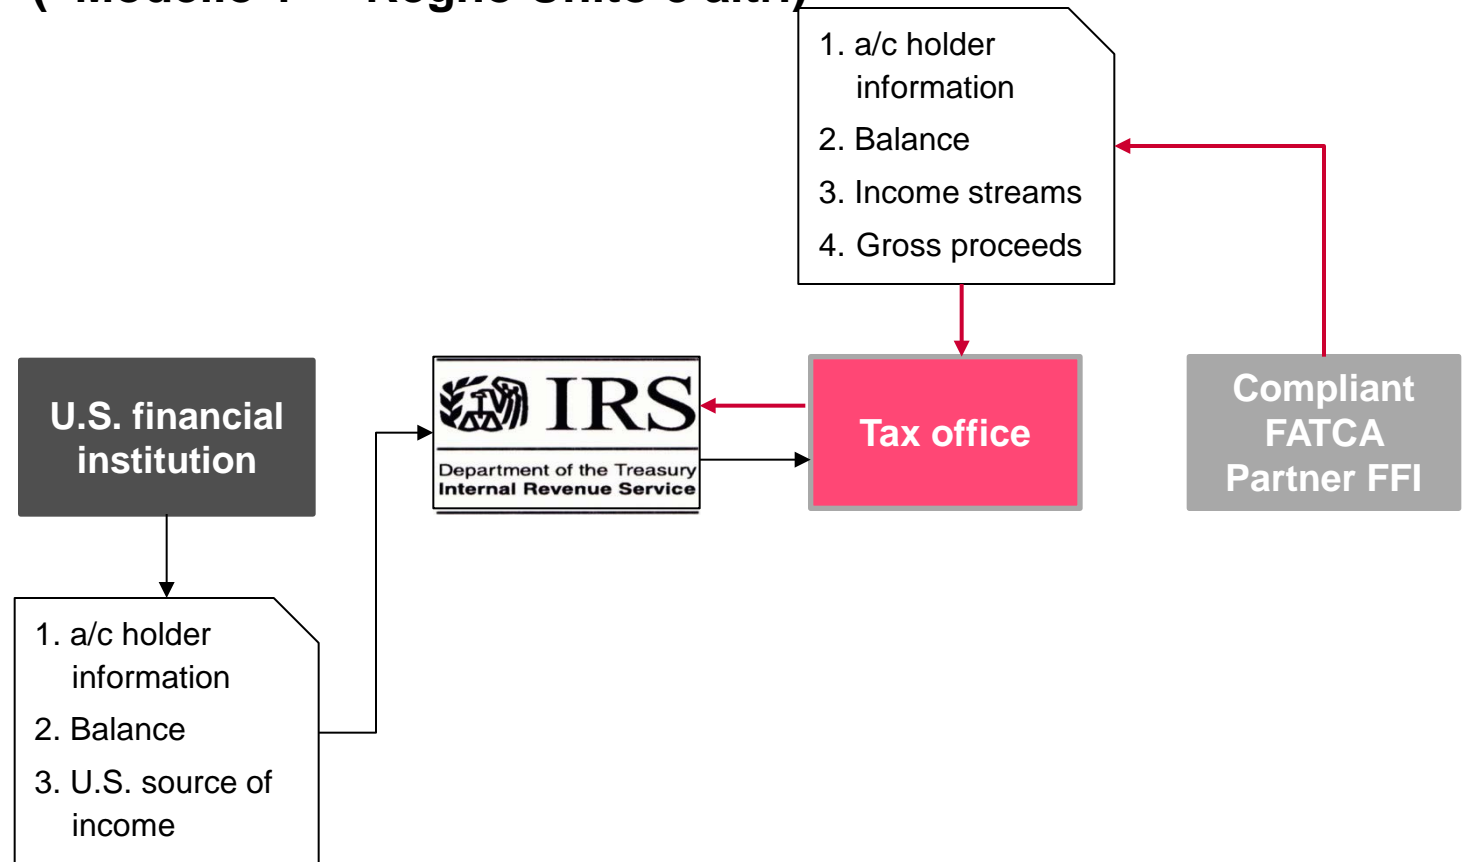 1. a/c holder
information
2. Balance
3. Income streams
4. Gross proceeds
U.S. financial
institution
IRS
Department of the Treasury
Internal Revenue Service
Tax office
Compliant
FATCA
Partner FFI
1. a/c holder
information
2. Balance
3. U.S. source of
income